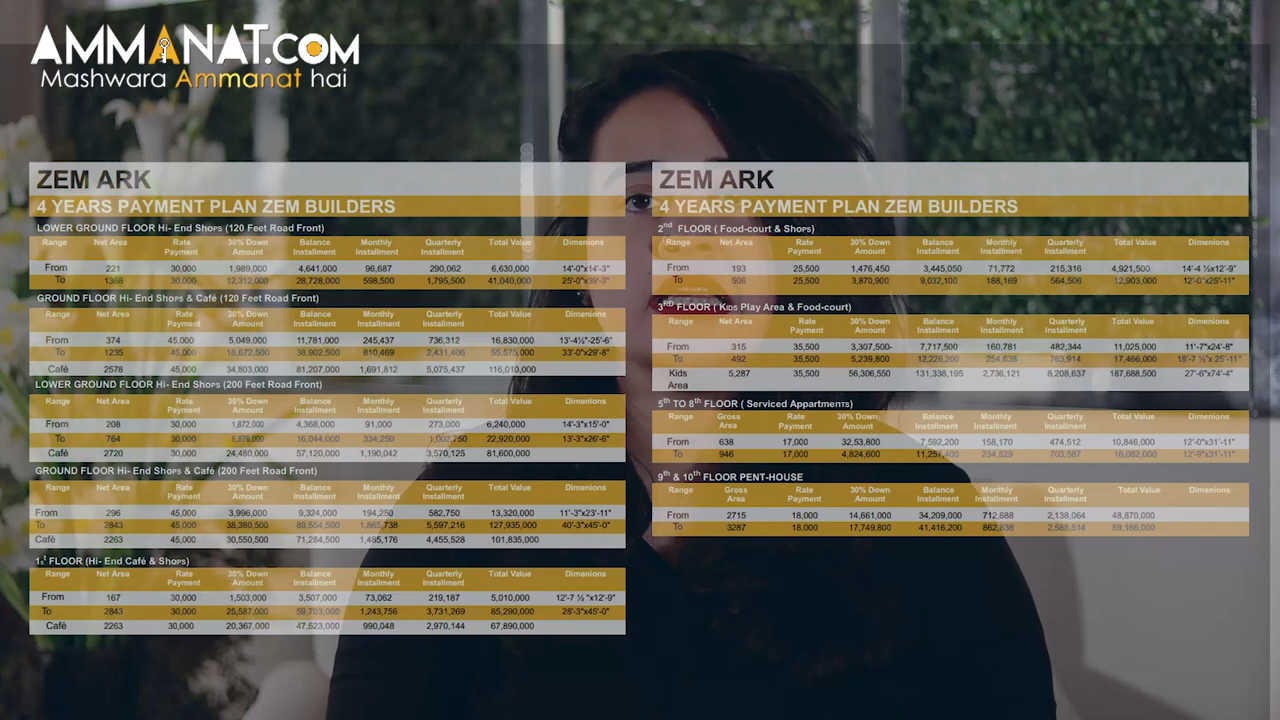 AMMANAT.COM
Mashwara Ammanat hai
ZEM ARK
4 YEARS PAYMENT PLAN ZEM BUILDERS
LOWER GROUND FLOOR Hi- End Shops (120 Feet Road Front)
Range Net Area Rate Payment 30% Down Amount Balance Installment Monthly Installment Quarterly Installment Total Value Dimenions
From 221 30,000 1,989,000 4,641,000 96,687 290,062 6,630,000 14'-0"x14'-3"
To 1368 30,000 12,312,000 28,728,000 598,500 1,795,500 41,040,000 25'-0"x39'-3"
GROUND FLOOR Hi- End Shops & Café (120 Feet Road Front)
Range Net Area Rate Payment 30% Down Amount Balance Installment Monthly Installment Quarterly Installment Total Value Dimenions
From 374 45,000 5,049,000 11,781,000 245,437 736,312 16,830,000 13'-4½"-25'-6"
To 1235 45,000 16,672,500 38,902,500 810,469 2,431,406 55,575,000 33'-0"x29'-8"
Café 2578 45,000 34,803,000 81,207,000 1,691,812 5,075,437 116,010,000
LOWER GROUND FLOOR Hi- End Shops (200 Feet Road Front)
Range Net Area Rate Payment 30% Down Amount Balance Installment Monthly Installment Quarterly Installment Total Value Dimenions
From 208 30,000 1,872,000 4,368,000 91,000 273,000 6,240,000 14'-3"x15'-0"
To 764 30,000 6,876,000 16,044,000 334,250 1,002,750 22,920,000 13'-3"x26'-6"
Café 2720 30,000 24,480,000 57,120,000 1,190,042 3,570,125 81,600,000
GROUND FLOOR Hi- End Shops & Café (200 Feet Road Front)
Range Net Area Rate Payment 30% Down Amount Balance Installment Monthly Installment Quarterly Installment Total Value Dimenions
From 296 45,000 3,996,000 9,324,000 194,250 582,750 13,320,000 11'-3"x23'-11"
To 2843 45,000 38,380,500 89,554,500 1,865,738 5,597,216 127,935,000 40'-3"x45'-0"
Café 2263 45,000 30,550,500 71,284,500 1,485,176 4,455,528 101,835,000
1st FLOOR (Hi- End Café & Shops)
Range Net Area Rate Payment 30% Down Amount Balance Installment Monthly Installment Quarterly Installment Total Value Dimenions
From 167 30,000 1,503,000 3,507,000 73,062 219,187 5,010,000 12'-7 ½ "x12'-9"
To 2843 30,000 25,587,000 59,703,000 1,243,756 3,731,269 85,290,000 28'-3"x45'-0"
Café 2263 30,000 20,367,000 47,523,000 990,048 2,970,144 67,890,000
ZEM ARK
4 YEARS PAYMENT PLAN ZEM BUILDERS
2nd FLOOR ( Food-court & Shops)
Range Net Area Rate Payment 30% Down Amount Balance Installment Monthly Installment Quarterly Installment Total Value Dimenions
From 193 25,500 1,476,450 3,445,050 71,772 215,316 4,921,500 14'-4 ½x12'-9"
To 506 25,500 3,870,900 9,032,100 188,169 564,506 12,903,000 12'-0"x25'-11"
3RD FLOOR ( Kids Play Area & Food-court)
Range Net Area Rate Payment 30% Down Amount Balance Installment Monthly Installment Quarterly Installment Total Value Dimenions
From 315 35,500 3,307,500- 7,717,500 160,781 482,344 11,025,000 11'-7"x24'-8"
To 492 35,500 5,239,800 12,226,200 254,638 763,914 17,466,000 18'-7 ½"x 25'-11"
Kids Area 5,287 35,500 56,306,550 131,338,195 2,736,121 8,208,637 187,688,500 27'-6"x74'-4"
5th TO 8th FLOOR ( Serviced Appartments)
Range Gross Area Rate Payment 30% Down Amount Balance Installment Monthly Installment Quarterly Installment Total Value Dimenions
From 638 17,000 32,53,800 7,592,200 158,170 474,512 10,846,000 12'-0"x31'-11"
To 946 17,000 4,824,600 11,257,400 234,529 703,587 16,082,000 12'-9"x31'-11"
9th & 10th FLOOR PENT-HOUSE
Range Gross Area Rate Payment 30% Down Amount Balance Installment Monthly Installment Quarterly Installment Total Value Dimenions
From 2715 18,000 14,661,000 34,209,000 712,688 2,138,064 48,870,000
To 3287 18,000 17,749,800 41,416,200 862,838 2,588,514 59,166,000